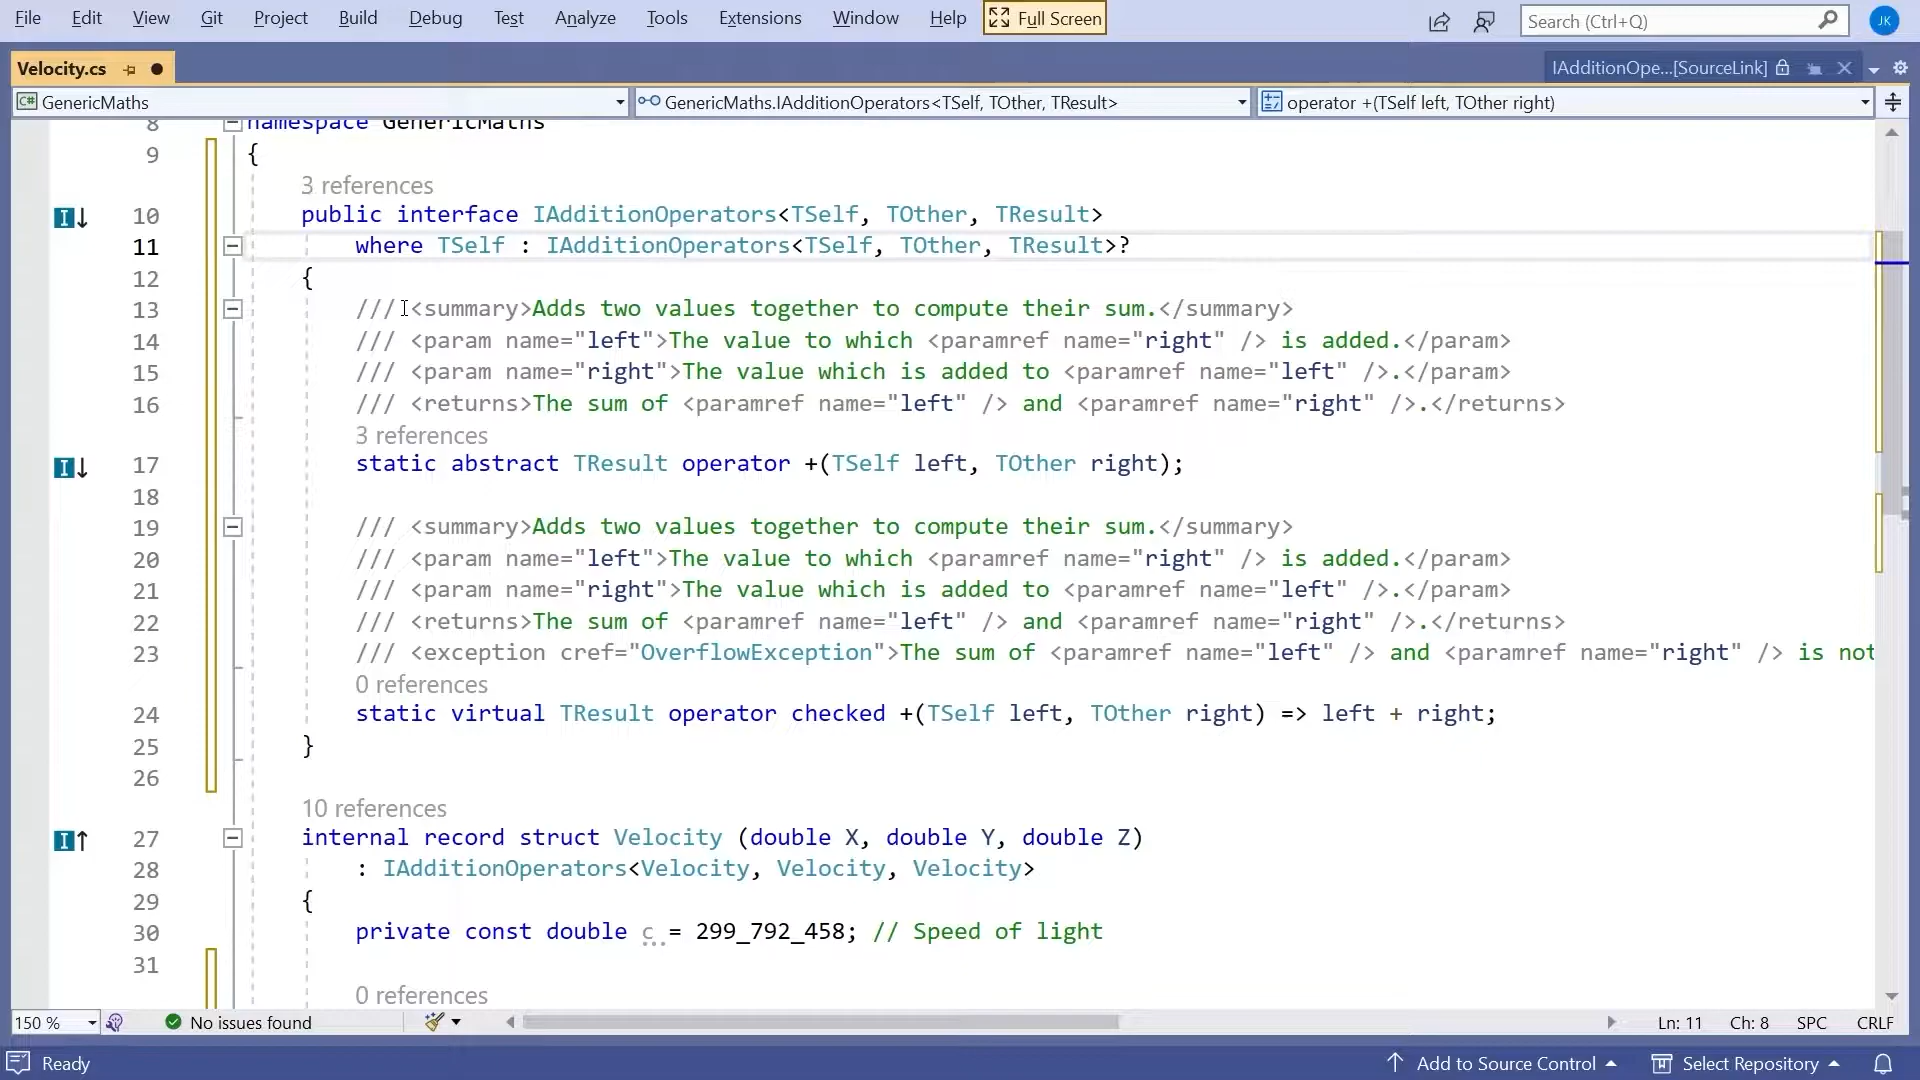 File Edit View Git Project Build Debug Test Analyze Tools Extensions Window Help Full Screen Search (Ctrl+Q) JK
Velocity.cs IAdditionOpe...[SourceLink]
C# GenericMaths GenericMaths.IAdditionOperators<TSelf, TOther, TResult> operator +(TSelf left, TOther right)
8 namespace GenericMaths
9 {
3 references
10 public interface IAdditionOperators<TSelf, TOther, TResult>
11 where TSelf : IAdditionOperators<TSelf, TOther, TResult>?
12 {
13 /// <summary>Adds two values together to compute their sum.</summary>
14 /// <param name="left">The value to which <paramref name="right" /> is added.</param>
15 /// <param name="right">The value which is added to <paramref name="left" />.</param>
16 /// <returns>The sum of <paramref name="left" /> and <paramref name="right" />.</returns>
3 references
17 static abstract TResult operator +(TSelf left, TOther right);
18
19 /// <summary>Adds two values together to compute their sum.</summary>
20 /// <param name="left">The value to which <paramref name="right" /> is added.</param>
21 /// <param name="right">The value which is added to <paramref name="left" />.</param>
22 /// <returns>The sum of <paramref name="left" /> and <paramref name="right" />.</returns>
23 /// <exception cref="OverflowException">The sum of <paramref name="left" /> and <paramref name="right" /> is not
0 references
24 static virtual TResult operator checked +(TSelf left, TOther right) => left + right;
25 }
26
10 references
27 internal record struct Velocity (double X, double Y, double Z)
28 : IAdditionOperators<Velocity, Velocity, Velocity>
29 {
30 private const double c = 299_792_458; // Speed of light
31
0 references
150 % No issues found Ln: 11 Ch: 8 SPC CRLF
Ready Add to Source Control Select Repository